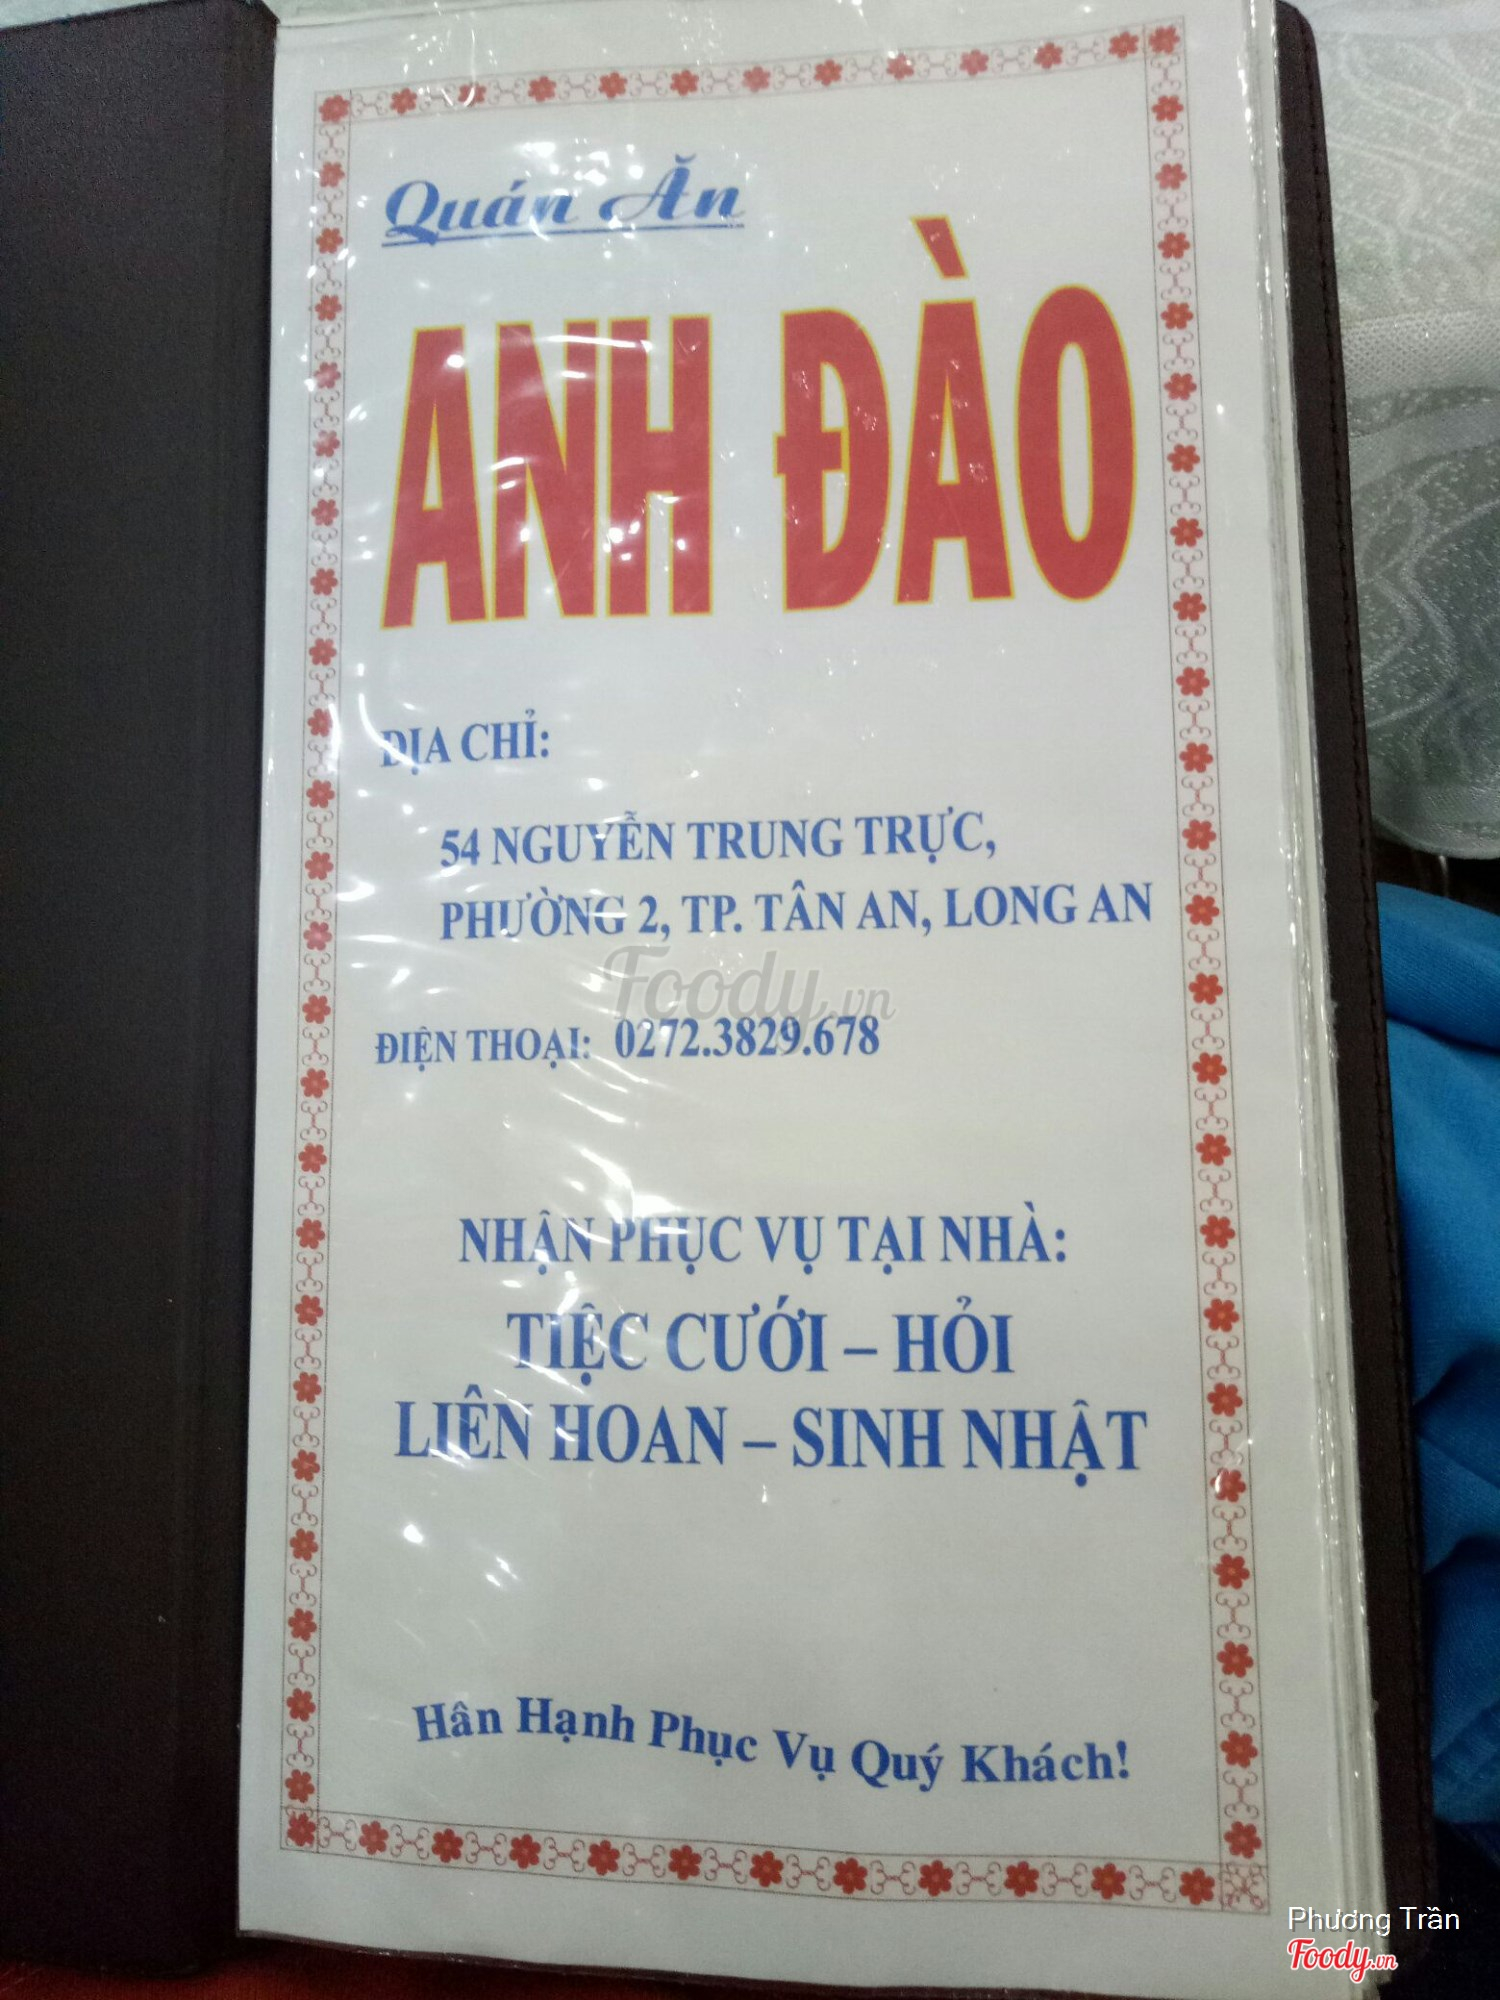 Quán Ăn
ANH ĐÀO
ĐỊA CHỈ:
54 NGUYỄN TRUNG TRỰC,
PHƯỜNG 2, TP. TÂN AN, LONG AN
Foody.vn
ĐIỆN THOẠI: 0272.3829.678
NHẬN PHỤC VỤ TẠI NHÀ:
TIỆC CƯỚI – HỎI
LIÊN HOAN – SINH NHẬT
Hân Hạnh Phục Vụ Quý Khách!
Phương Trần
Foody.vn